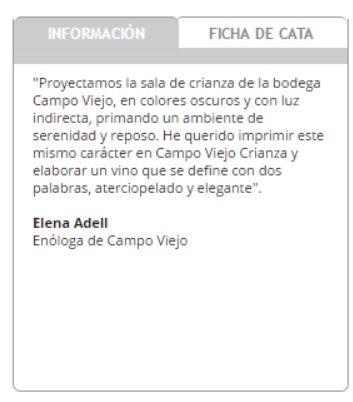 INFORMACIÓN
FICHA DE CATA
"Proyectamos la sala de crianza de la bodega
Campo Viejo, en colores oscuros y con luz
indirecta, primando un ambiente de
serenidad y reposo. He querido imprimir este
mismo carácter en Campo Viejo Crianza y
elaborar un vino que se define con dos
palabras, aterciopelado y elegante".
Elena Adell
Enóloga de Campo Viejo